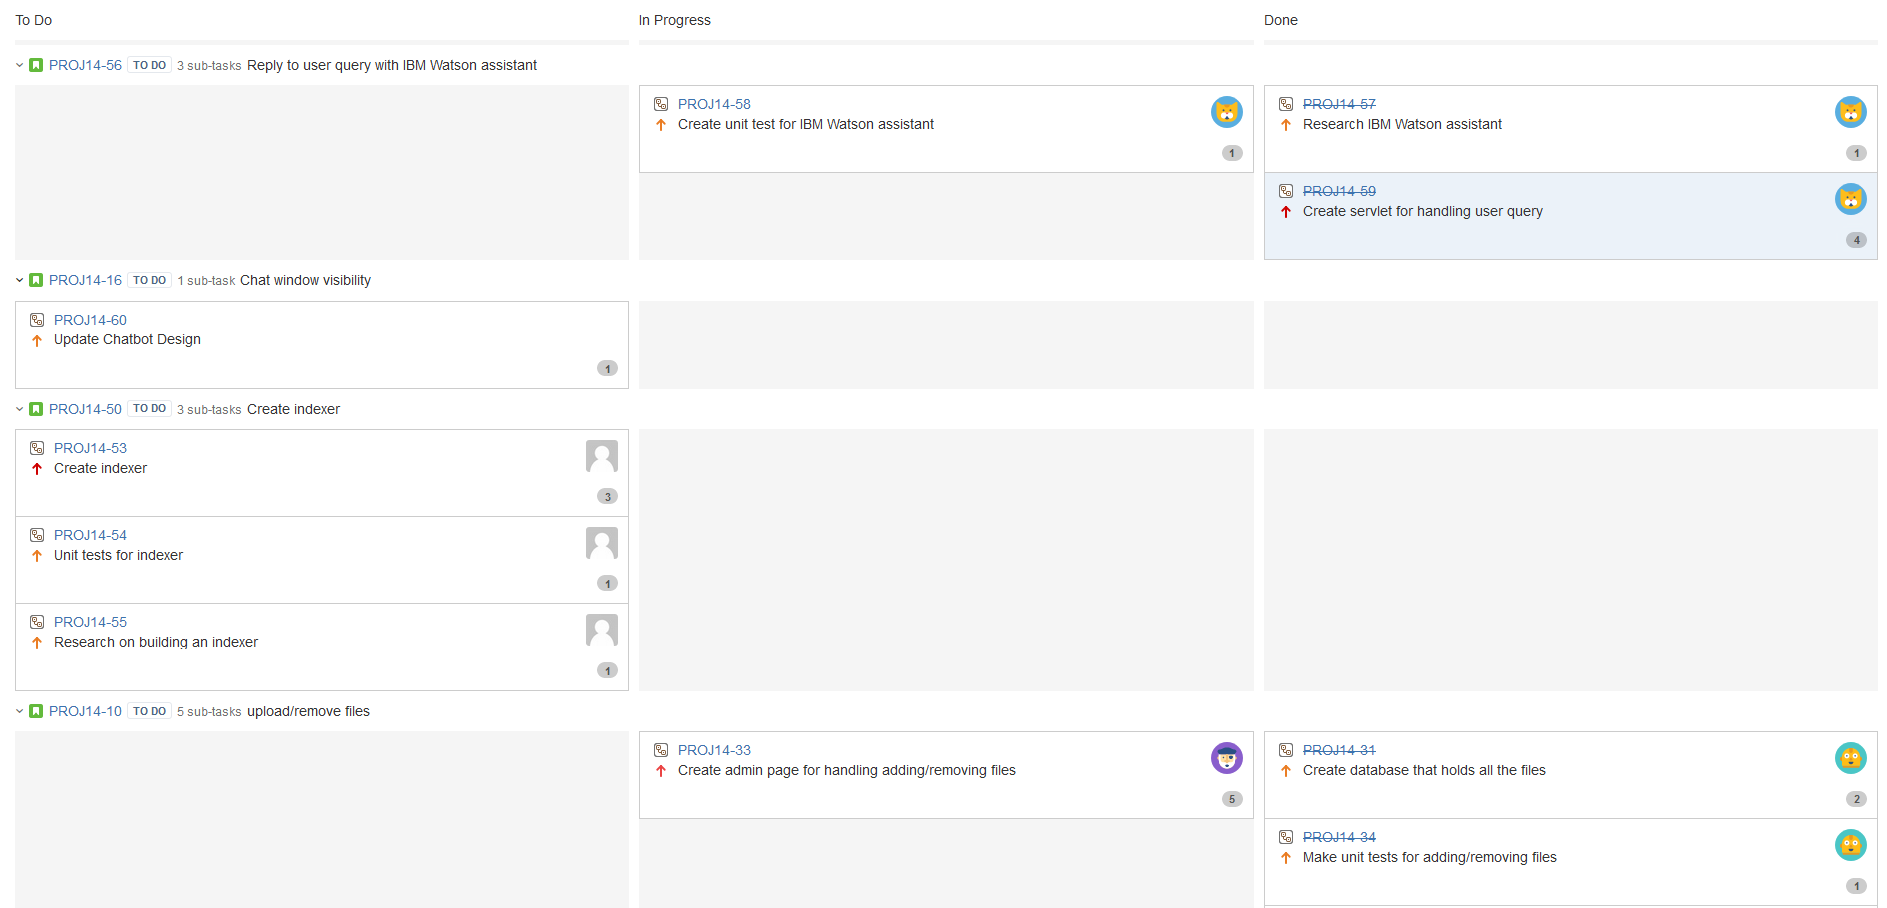 To Do
In Progress
Done
PROJ14-56 TO DO 3 sub-tasks Reply to user query with IBM Watson assistant
PROJ14-58
Create unit test for IBM Watson assistant
1
PROJ14-57
Research IBM Watson assistant
1
PROJ14-59
Create servlet for handling user query
4
PROJ14-16 TO DO 1 sub-task Chat window visibility
PROJ14-60
Update Chatbot Design
1
PROJ14-50 TO DO 3 sub-tasks Create indexer
PROJ14-53
Create indexer
3
PROJ14-54
Unit tests for indexer
1
PROJ14-55
Research on building an indexer
1
PROJ14-10 TO DO 5 sub-tasks upload/remove files
PROJ14-33
Create admin page for handling adding/removing files
5
PROJ14-31
Create database that holds all the files
2
PROJ14-34
Make unit tests for adding/removing files
1